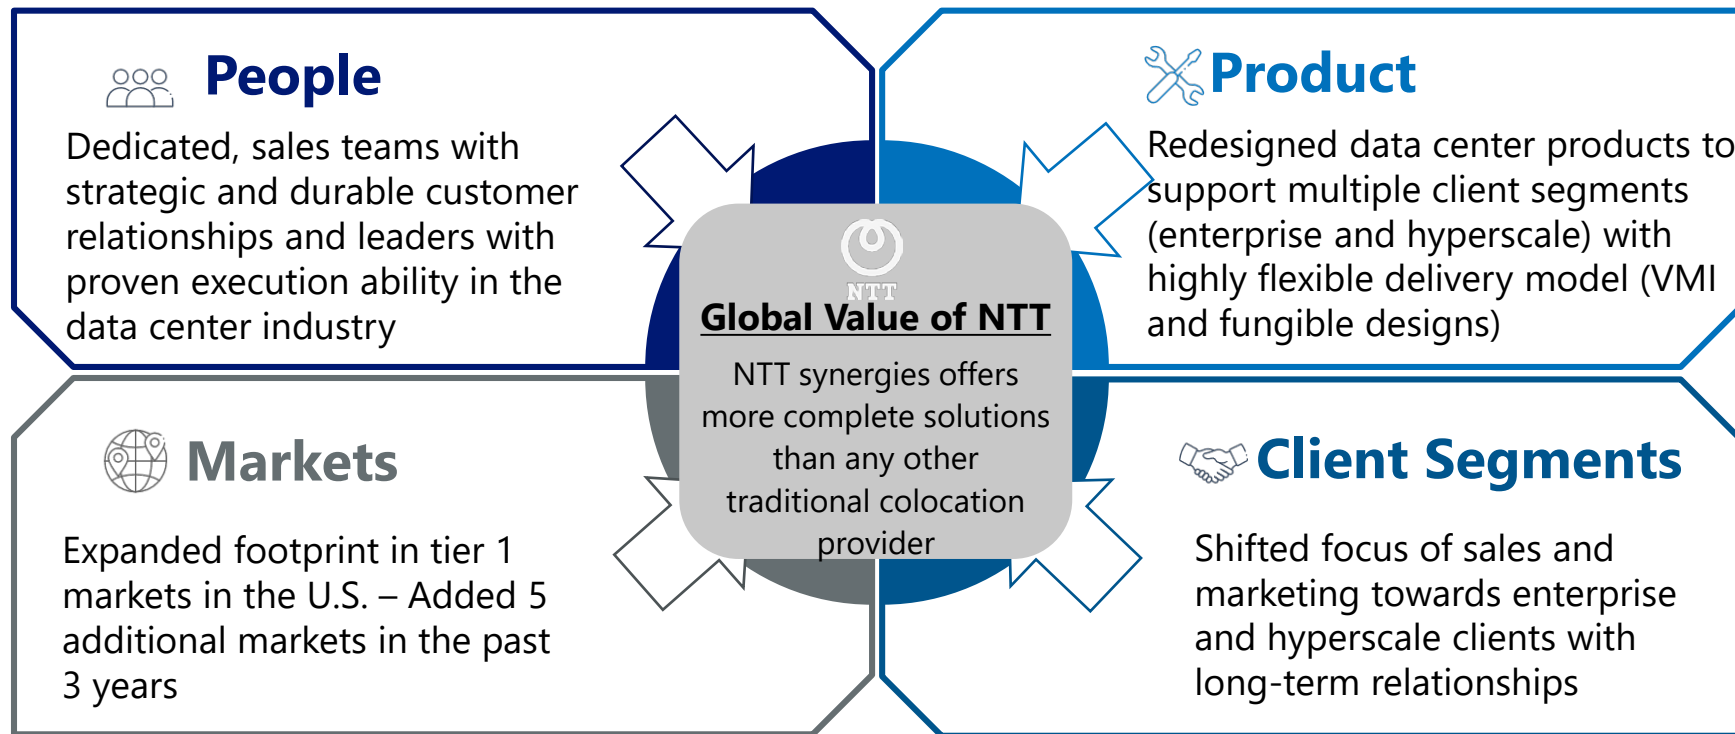 People
Dedicated, sales teams with
strategic and durable customer
relationships and leaders with
proven execution ability in the
data center industry
Product
Redesigned data center products to
support multiple client segments
(enterprise and hyperscale) with
highly flexible delivery model (VMI
and fungible designs)
NTT
Global Value of NTT
NTT synergies offers
more complete solutions
than any other
traditional colocation
provider
Markets
Expanded footprint in tier 1
markets in the U.S. – Added 5
additional markets in the past
3 years
Client Segments
Shifted focus of sales and
marketing towards enterprise
and hyperscale clients with
long-term relationships